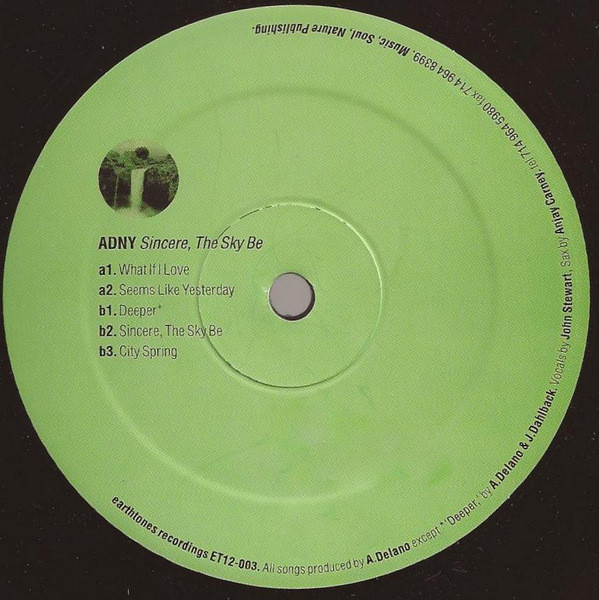 ADNY Sincere, The Sky Be
a1. What If I Love
a2. Seems Like Yesterday
b1. Deeper*
b2. Sincere, The Sky Be
b3. City Spring
earthtones recordings ET12-003. All songs produced by A.Delano except *'Deeper,' by A.Delano & J.Dahlback. Vocals by John Stewart, Sax by Anjay Carney. tel 714 964 5980 fax 714 964 8399. Music, Soul, Nature Publishing.